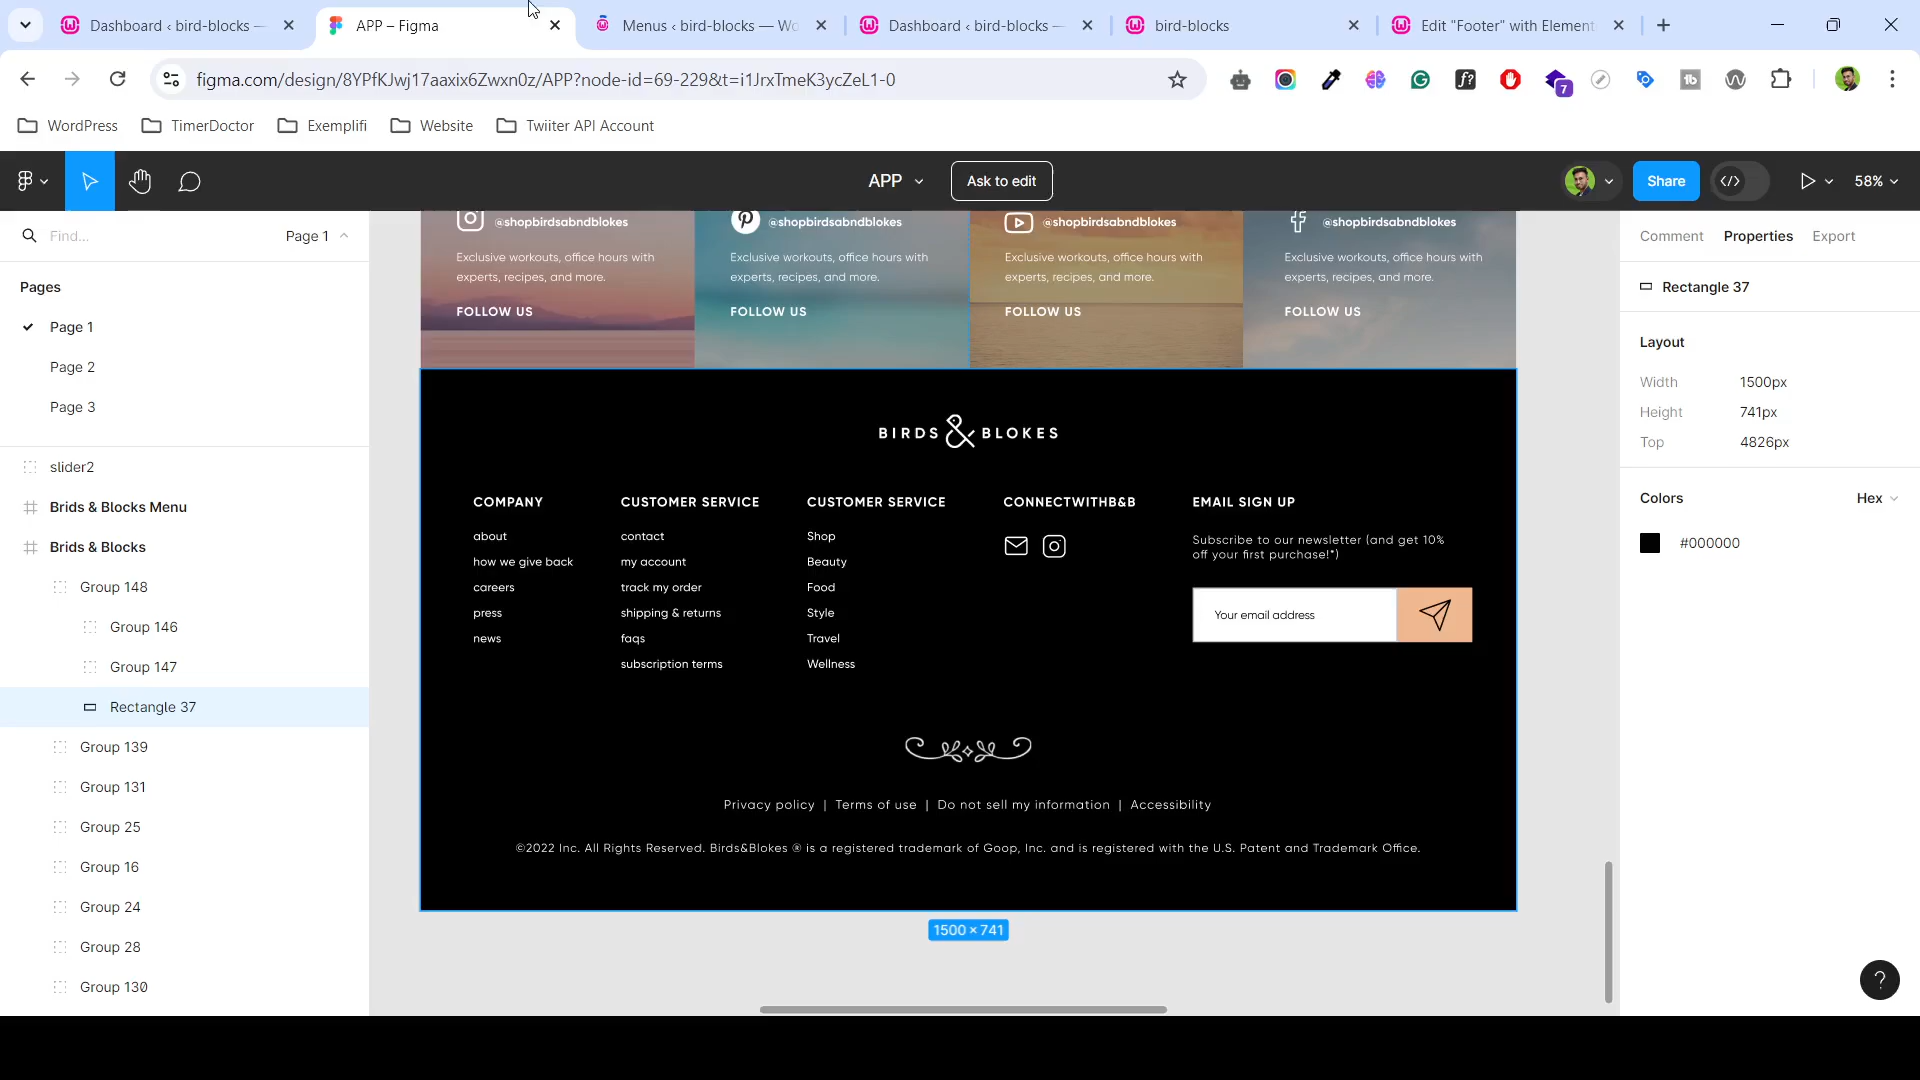 Dashboard ‹ bird-blocks —
APP – Figma
Menus ‹ bird-blocks — Wo
Dashboard ‹ bird-blocks —
bird-blocks
Edit "Footer" with Element
figma.com/design/8YPfKJwj17aaxix6Zwxn0z/APP?node-id=69-229&t=i1JrxTmeK3ycZeL1-0
7
WordPress
TimerDoctor
Exemplifi
Website
Twiiter API Account
APP
Ask to edit
Share
58%
Find...
Page 1
Pages
Page 1
Page 2
Page 3
slider2
Brids & Blocks Menu
Brids & Blocks
Group 148
Group 146
Group 147
Rectangle 37
Group 139
Group 131
Group 25
Group 16
Group 24
Group 28
Group 130
@shopbirdsabndblokes
Exclusive workouts, office hours with
experts, recipes, and more.
FOLLOW US
@shopbirdsabndblokes
Exclusive workouts, office hours with
experts, recipes, and more.
FOLLOW US
@shopbirdsabndblokes
Exclusive workouts, office hours with
experts, recipes, and more.
FOLLOW US
@shopbirdsabndblokes
Exclusive workouts, office hours with
experts, recipes, and more.
FOLLOW US
BIRDS & BLOKES
COMPANY
about
how we give back
careers
press
news
CUSTOMER SERVICE
contact
my account
track my order
shipping & returns
faqs
subscription terms
CUSTOMER SERVICE
Shop
Beauty
Food
Style
Travel
Wellness
CONNECTWITHB&B
EMAIL SIGN UP
Subscribe to our newsletter (and get 10%
off your first purchase!*)
Your email address
Privacy policy | Terms of use | Do not sell my information | Accessibility
©2022 Inc. All Rights Reserved. Birds&Blokes ® is a registered trademark of Goop, Inc. and is registered with the U.S. Patent and Trademark Office.
1500 × 741
Comment
Properties
Export
Rectangle 37
Layout
Width 1500px
Height 741px
Top 4826px
Colors
Hex
#000000
?